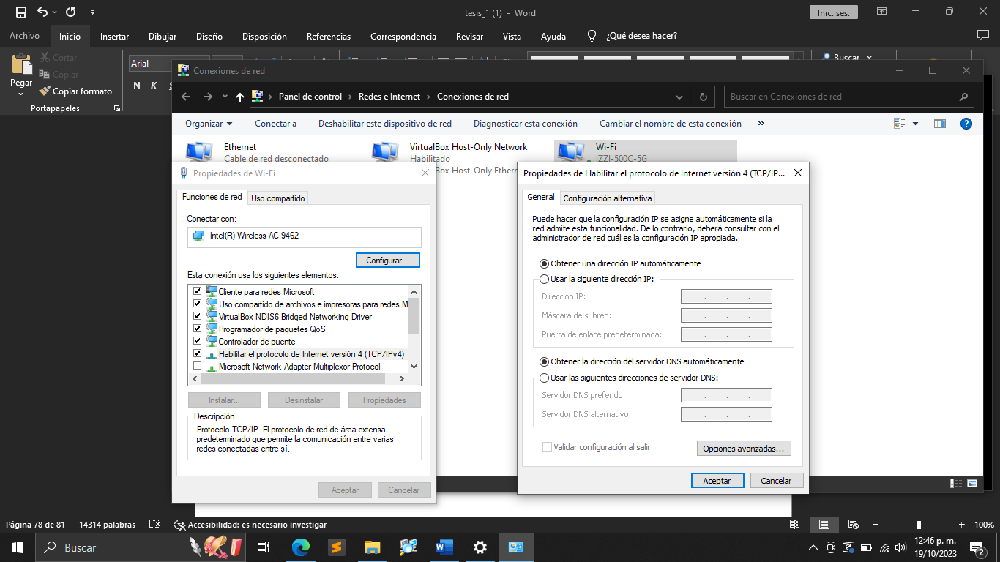 tesis_1 (1) - Word
Inic. ses.
Archivo
Inicio
Insertar
Dibujar
Diseño
Disposición
Referencias
Correspondencia
Revisar
Vista
Ayuda
¿Qué desea hacer?
Pegar
Cortar
Copiar
Copiar formato
Portapapeles
Arial
N K S
Buscar
Conexiones de red
Panel de control › Redes e Internet › Conexiones de red
Buscar en Conexiones de red
Organizar
Conectar a
Deshabilitar este dispositivo de red
Diagnosticar esta conexión
Cambiar el nombre de esta conexión
»
Ethernet
Cable de red desconectado
VirtualBox Host-Only Network
Habilitado
Box Host-Only Ethern
Wi-Fi
IZZI-500C-5G
Propiedades de Wi-Fi
Funciones de red
Uso compartido
Conectar con:
Intel(R) Wireless-AC 9462
Configurar...
Esta conexión usa los siguientes elementos:
Cliente para redes Microsoft
Uso compartido de archivos e impresoras para redes M
VirtualBox NDIS6 Bridged Networking Driver
Programador de paquetes QoS
Controlador de puente
Habilitar el protocolo de Internet versión 4 (TCP/IPv4)
Microsoft Network Adapter Multiplexor Protocol
Instalar...
Desinstalar
Propiedades
Descripción
Protocolo TCP/IP. El protocolo de red de área extensa
predeterminado que permite la comunicación entre varias
redes conectadas entre sí.
Aceptar
Cancelar
Propiedades de Habilitar el protocolo de Internet versión 4 (TCP/IP...
General
Configuración alternativa
Puede hacer que la configuración IP se asigne automáticamente si la
red admite esta funcionalidad. De lo contrario, deberá consultar con el
administrador de red cuál es la configuración IP apropiada.
Obtener una dirección IP automáticamente
Usar la siguiente dirección IP:
Dirección IP:
Máscara de subred:
Puerta de enlace predeterminada:
Obtener la dirección del servidor DNS automáticamente
Usar las siguientes direcciones de servidor DNS:
Servidor DNS preferido:
Servidor DNS alternativo:
Validar configuración al salir
Opciones avanzadas...
Aceptar
Cancelar
Página 78 de 81
14314 palabras
Accesibilidad: es necesario investigar
100%
Buscar
12:46 p. m.
19/10/2023
2